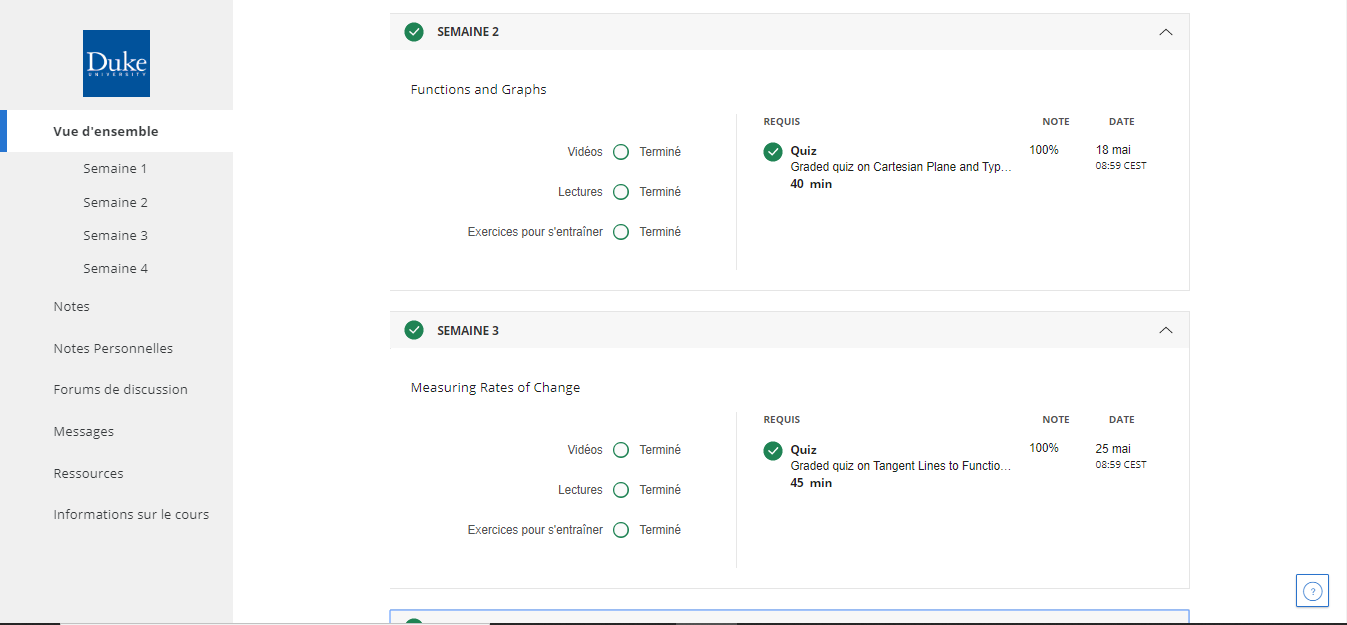 Duke
UNIVERSITY
Vue d'ensemble
Semaine 1
Semaine 2
Semaine 3
Semaine 4
Notes
Notes Personnelles
Forums de discussion
Messages
Ressources
Informations sur le cours
SEMAINE 2
Functions and Graphs
Vidéos Terminé
Lectures Terminé
Exercices pour s'entraîner Terminé
REQUIS NOTE DATE
Quiz 100% 18 mai
Graded quiz on Cartesian Plane and Typ... 08:59 CEST
40 min
SEMAINE 3
Measuring Rates of Change
Vidéos Terminé
Lectures Terminé
Exercices pour s'entraîner Terminé
REQUIS NOTE DATE
Quiz 100% 25 mai
Graded quiz on Tangent Lines to Functio... 08:59 CEST
45 min
?